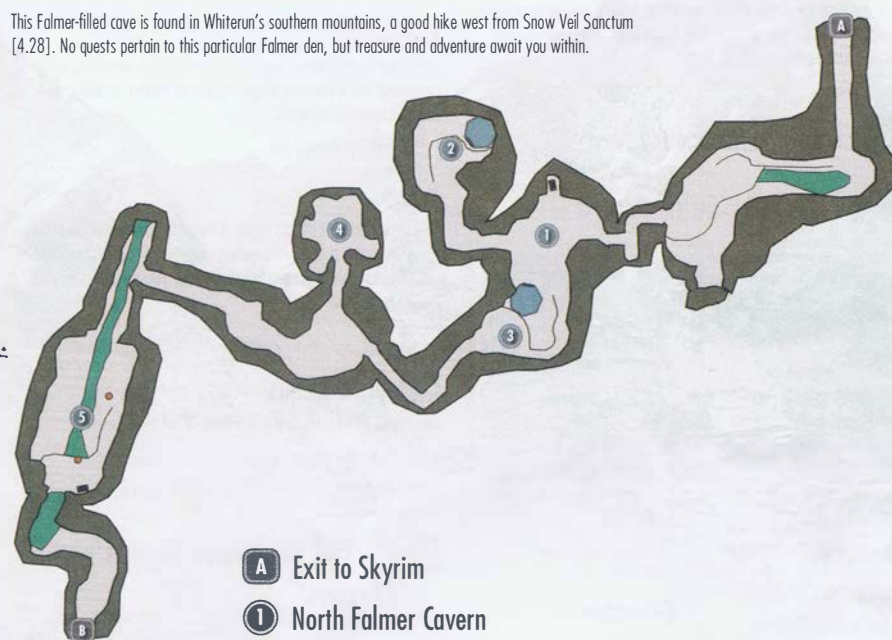 This Falmer-filled cave is found in Whiterun's southern mountains, a good hike west from Snow Veil Sanctum
[4.28]. No quests pertain to this particular Falmer den, but treasure and adventure await you within.
A
2
1
4
3
5
B
A Exit to Skyrim
1 North Falmer Cavern